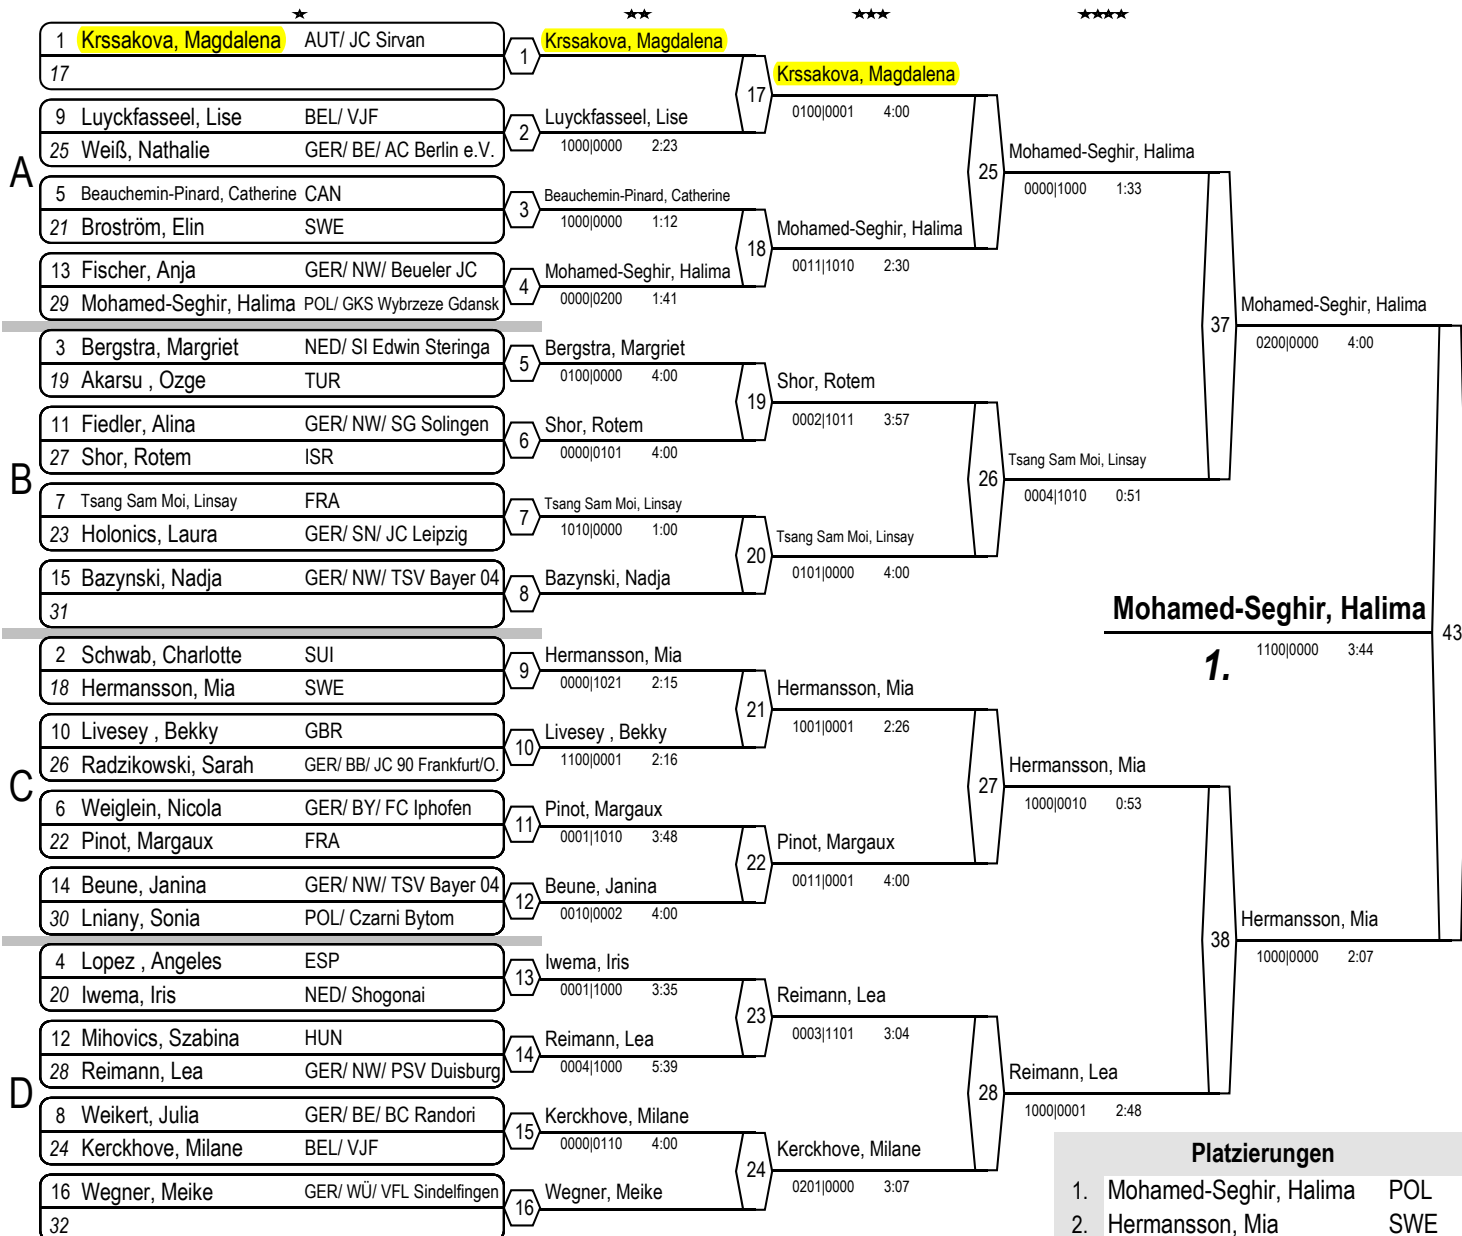 ★ ★★ ★★★ ★★★★
A
1 Krssakova, Magdalena AUT/ JC Sirvan
17
9 Luyckfasseel, Lise BEL/ VJF
25 Weiß, Nathalie GER/ BE/ AC Berlin e.V.
5 Beauchemin-Pinard, Catherine CAN
21 Broström, Elin SWE
13 Fischer, Anja GER/ NW/ Beueler JC
29 Mohamed-Seghir, Halima POL/ GKS Wybrzeze Gdansk
B
3 Bergstra, Margriet NED/ SI Edwin Steringa
19 Akarsu , Ozge TUR
11 Fiedler, Alina GER/ NW/ SG Solingen
27 Shor, Rotem ISR
7 Tsang Sam Moi, Linsay FRA
23 Holonics, Laura GER/ SN/ JC Leipzig
15 Bazynski, Nadja GER/ NW/ TSV Bayer 04
31
C
2 Schwab, Charlotte SUI
18 Hermansson, Mia SWE
10 Livesey , Bekky GBR
26 Radzikowski, Sarah GER/ BB/ JC 90 Frankfurt/O.
6 Weiglein, Nicola GER/ BY/ FC Iphofen
22 Pinot, Margaux FRA
14 Beune, Janina GER/ NW/ TSV Bayer 04
30 Lniany, Sonia POL/ Czarni Bytom
D
4 Lopez , Angeles ESP
20 Iwema, Iris NED/ Shogonai
12 Mihovics, Szabina HUN
28 Reimann, Lea GER/ NW/ PSV Duisburg
8 Weikert, Julia GER/ BE/ BC Randori
24 Kerckhove, Milane BEL/ VJF
16 Wegner, Meike GER/ WÜ/ VFL Sindelfingen
32
1 Krssakova, Magdalena
2 Luyckfasseel, Lise
1000|0000 2:23
3 Beauchemin-Pinard, Catherine
1000|0000 1:12
4 Mohamed-Seghir, Halima
0000|0200 1:41
5 Bergstra, Margriet
0100|0000 4:00
6 Shor, Rotem
0000|0101 4:00
7 Tsang Sam Moi, Linsay
1010|0000 1:00
8 Bazynski, Nadja
9 Hermansson, Mia
0000|1021 2:15
10 Livesey , Bekky
1100|0001 2:16
11 Pinot, Margaux
0001|1010 3:48
12 Beune, Janina
0010|0002 4:00
13 Iwema, Iris
0001|1000 3:35
14 Reimann, Lea
0004|1000 5:39
15 Kerckhove, Milane
0000|0110 4:00
16 Wegner, Meike
17 Krssakova, Magdalena
0100|0001 4:00
18 Mohamed-Seghir, Halima
0011|1010 2:30
19 Shor, Rotem
0002|1011 3:57
20 Tsang Sam Moi, Linsay
0101|0000 4:00
21 Hermansson, Mia
1001|0001 2:26
22 Pinot, Margaux
0011|0001 4:00
23 Reimann, Lea
0003|1101 3:04
24 Kerckhove, Milane
0201|0000 3:07
25 Mohamed-Seghir, Halima
0000|1000 1:33
26 Tsang Sam Moi, Linsay
0004|1010 0:51
27 Hermansson, Mia
1000|0010 0:53
28 Reimann, Lea
1000|0001 2:48
37 Mohamed-Seghir, Halima
0200|0000 4:00
38 Hermansson, Mia
1000|0000 2:07
43
Mohamed-Seghir, Halima
1. 1100|0000 3:44
Platzierungen
1. Mohamed-Seghir, Halima POL
2. Hermansson, Mia SWE